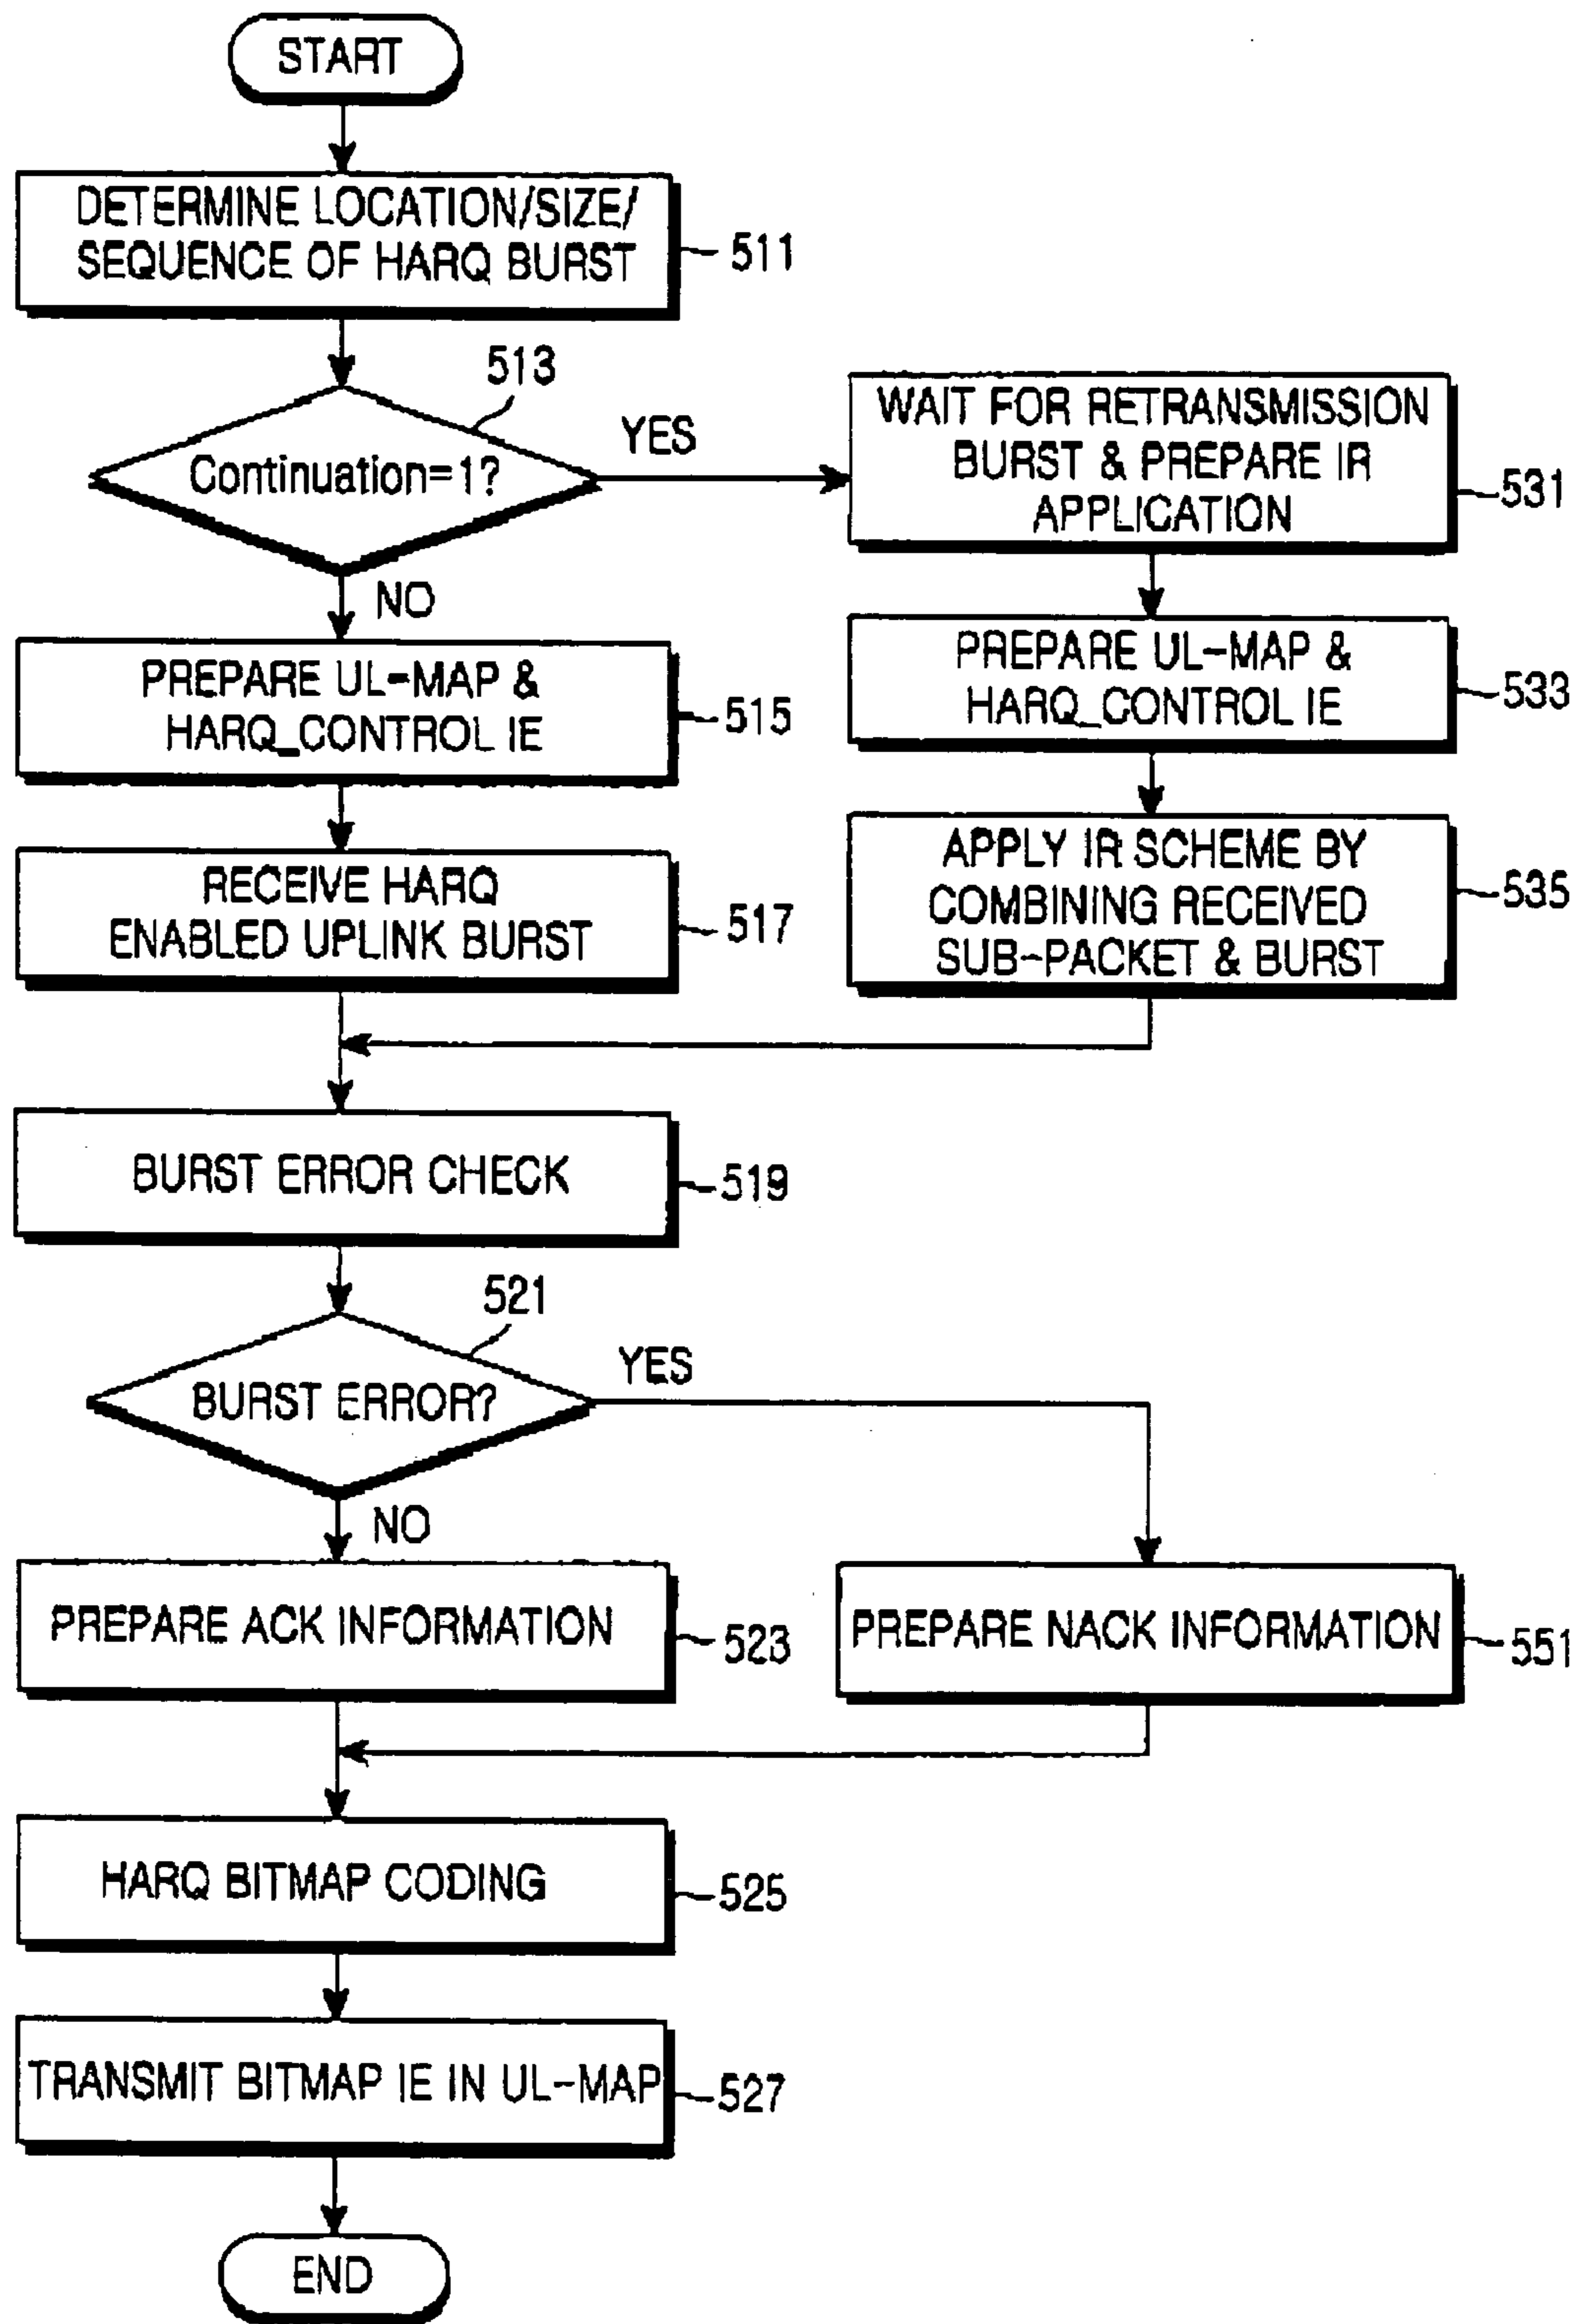 START
DETERMINE LOCATION/SIZE/
SEQUENCE OF HARQ BURST
511
513
Continuation=1?
YES
NO
WAIT FOR RETRANSMISSION
BURST & PREPARE IR
APPLICATION
531
PREPARE UL-MAP &
HARQ_CONTROL IE
515
PREPARE UL-MAP &
HARQ_CONTROL IE
533
RECEIVE HARQ
ENABLED UPLINK BURST
517
APPLY IR SCHEME BY
COMBINING RECEIVED
SUB-PACKET & BURST
535
BURST ERROR CHECK
519
521
BURST ERROR?
YES
NO
PREPARE ACK INFORMATION
523
PREPARE NACK INFORMATION
551
HARQ BITMAP CODING
525
TRANSMIT BITMAP IE IN UL-MAP
527
END